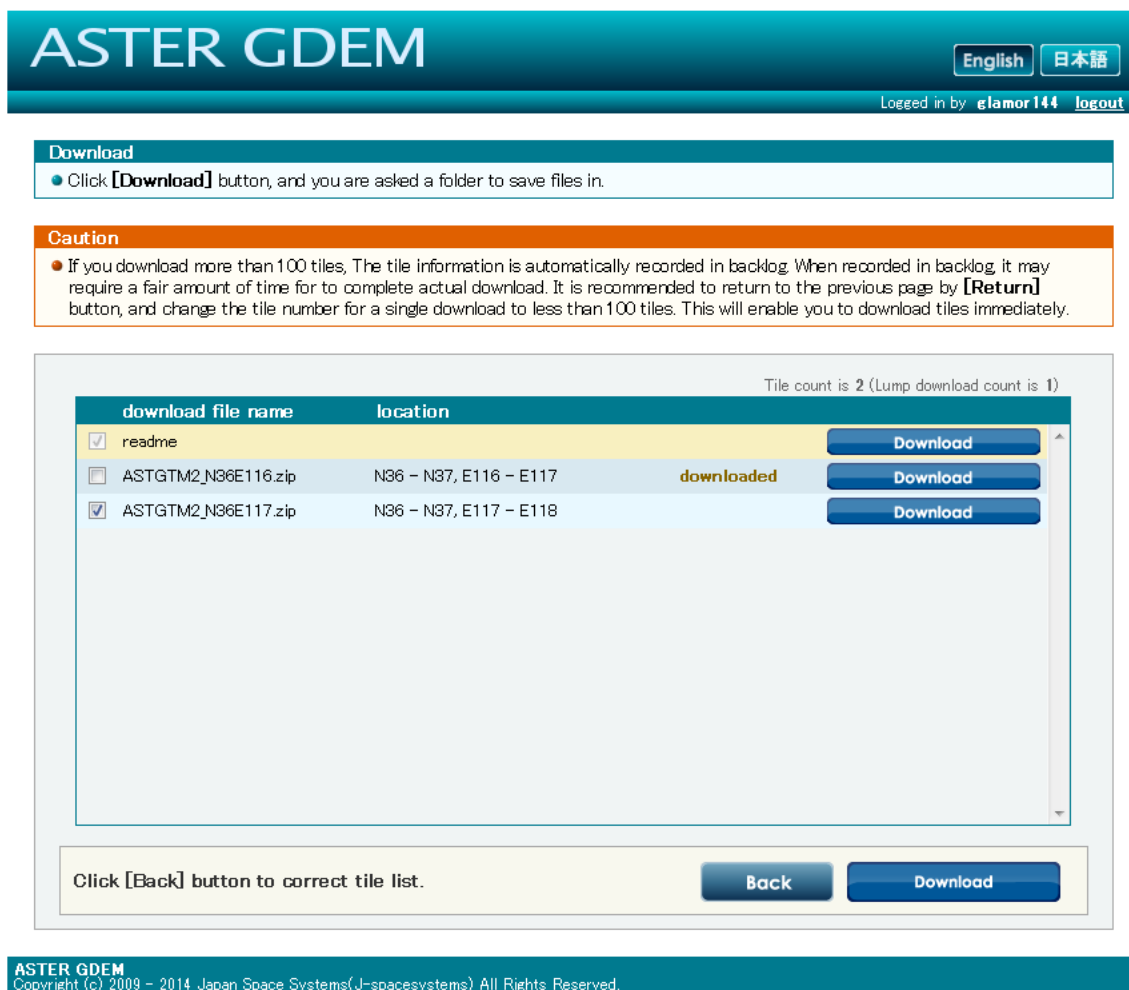 ASTER GDEM
English 日本語
Logged in by glamor144 logout
Download
Click [Download] button, and you are asked a folder to save files in.
Caution
If you download more than 100 tiles, The tile information is automatically recorded in backlog. When recorded in backlog, it may
require a fair amount of time for to complete actual download. It is recommended to return to the previous page by [Return]
button, and change the tile number for a single download to less than 100 tiles. This will enable you to download tiles immediately.
Tile count is 2 (Lump download count is 1)
download file name location
readme Download
ASTGTM2_N36E116.zip N36 - N37, E116 - E117 downloaded Download
ASTGTM2_N36E117.zip N36 - N37, E117 - E118 Download
Click [Back] button to correct tile list. Back Download
ASTER GDEM
Copyright (c) 2009 - 2014 Japan Space Systems(J-spacesystems) All Rights Reserved.